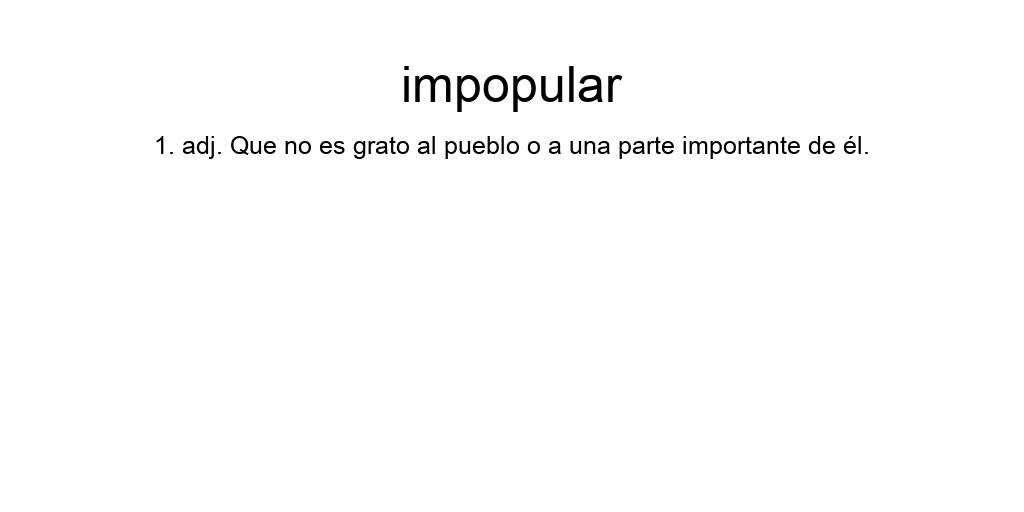 impopular
1. adj. Que no es grato al pueblo o a una parte importante de él.